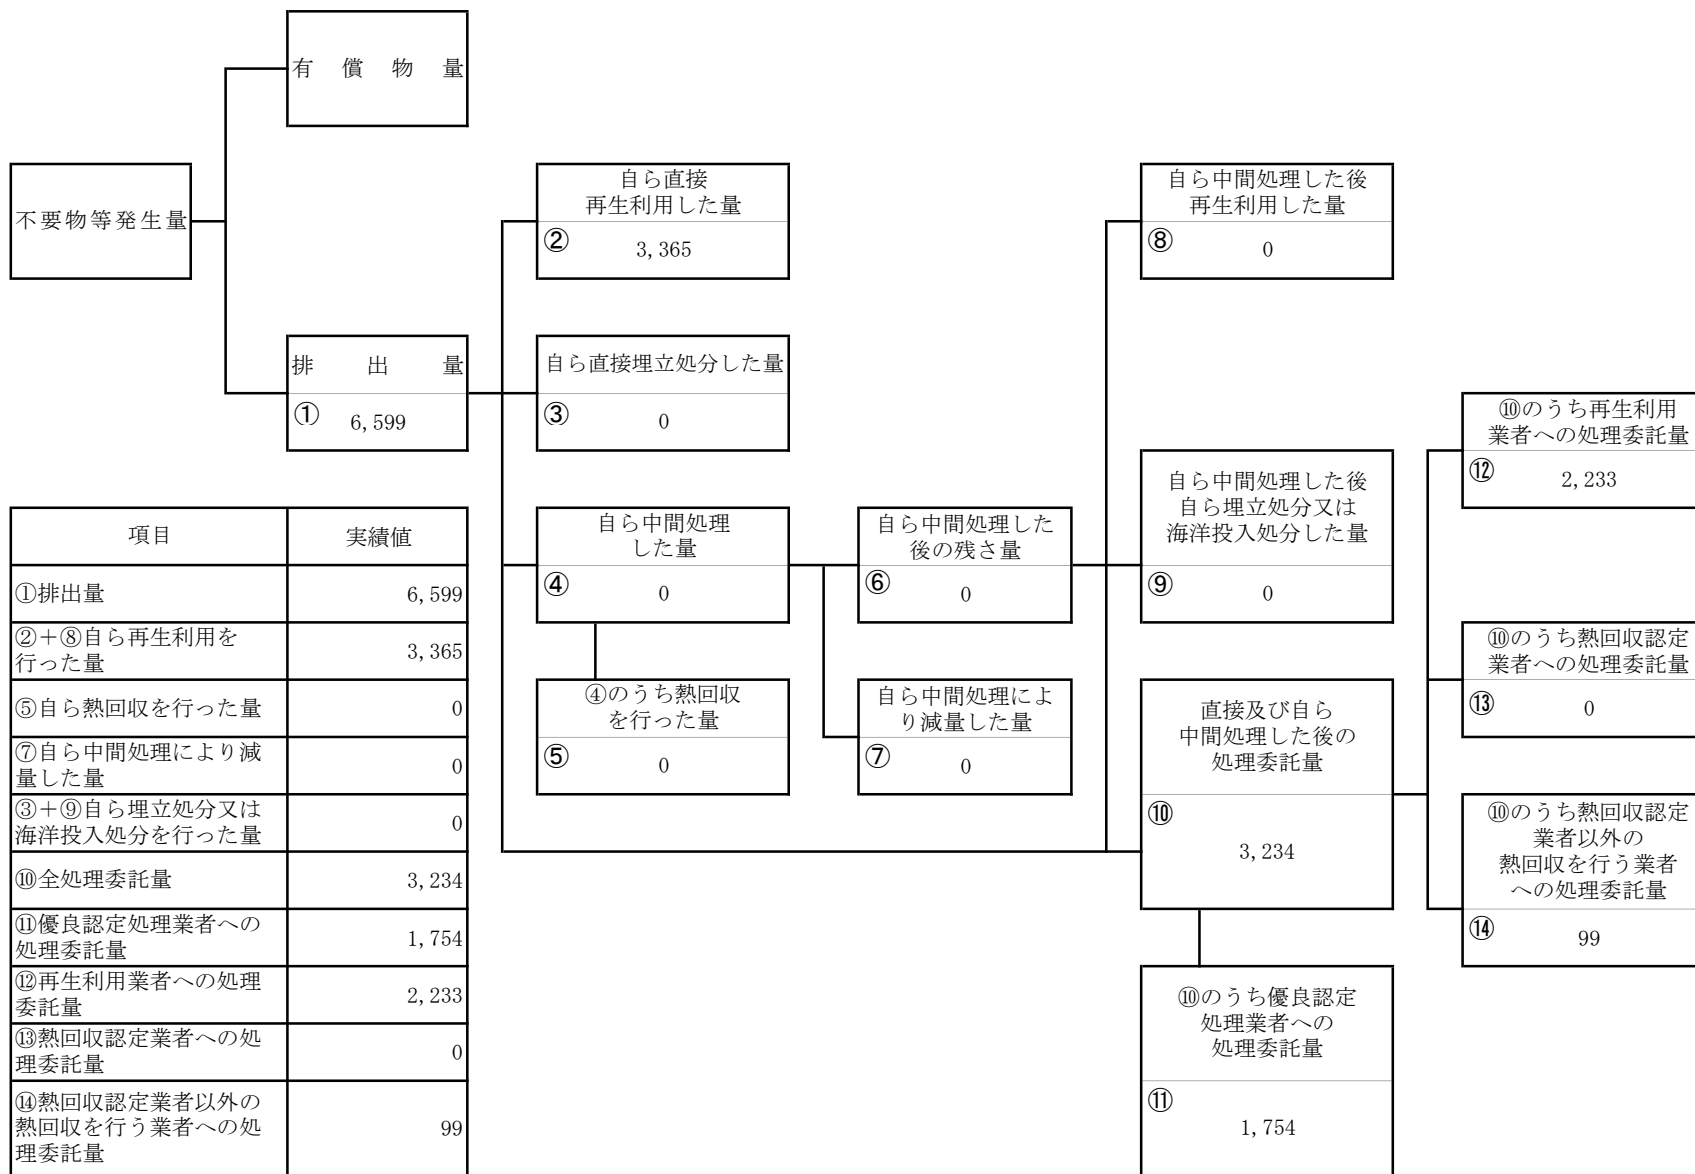 有償物量
不要物等発生量
自ら直接
再生利用した量
②
3,365
自ら中間処理した後
再生利用した量
⑧
0
排出量
①
6,599
自ら直接埋立処分した量
③
0
⑩のうち再生利用
業者への処理委託量
⑫
2,233
自ら中間処理した後
自ら埋立処分又は
海洋投入処分した量
⑨
0
自ら中間処理
した量
④
0
自ら中間処理した
後の残さ量
⑥
0
⑩のうち熱回収認定
業者への処理委託量
⑬
0
④のうち熱回収
を行った量
⑤
0
自ら中間処理によ
り減量した量
⑦
0
直接及び自ら
中間処理した後の
処理委託量
⑩
3,234
⑩のうち熱回収認定
業者以外の
熱回収を行う業者
への処理委託量
⑭
99
⑩のうち優良認定
処理業者への
処理委託量
⑪
1,754
項目 実績値
①排出量 6,599
②+⑧自ら再生利用を
行った量 3,365
⑤自ら熱回収を行った量 0
⑦自ら中間処理により減
量した量 0
③+⑨自ら埋立処分又は
海洋投入処分を行った量 0
⑩全処理委託量 3,234
⑪優良認定処理業者への
処理委託量 1,754
⑫再生利用業者への処理
委託量 2,233
⑬熱回収認定業者への処
理委託量 0
⑭熱回収認定業者以外の
熱回収を行う業者への処
理委託量 99